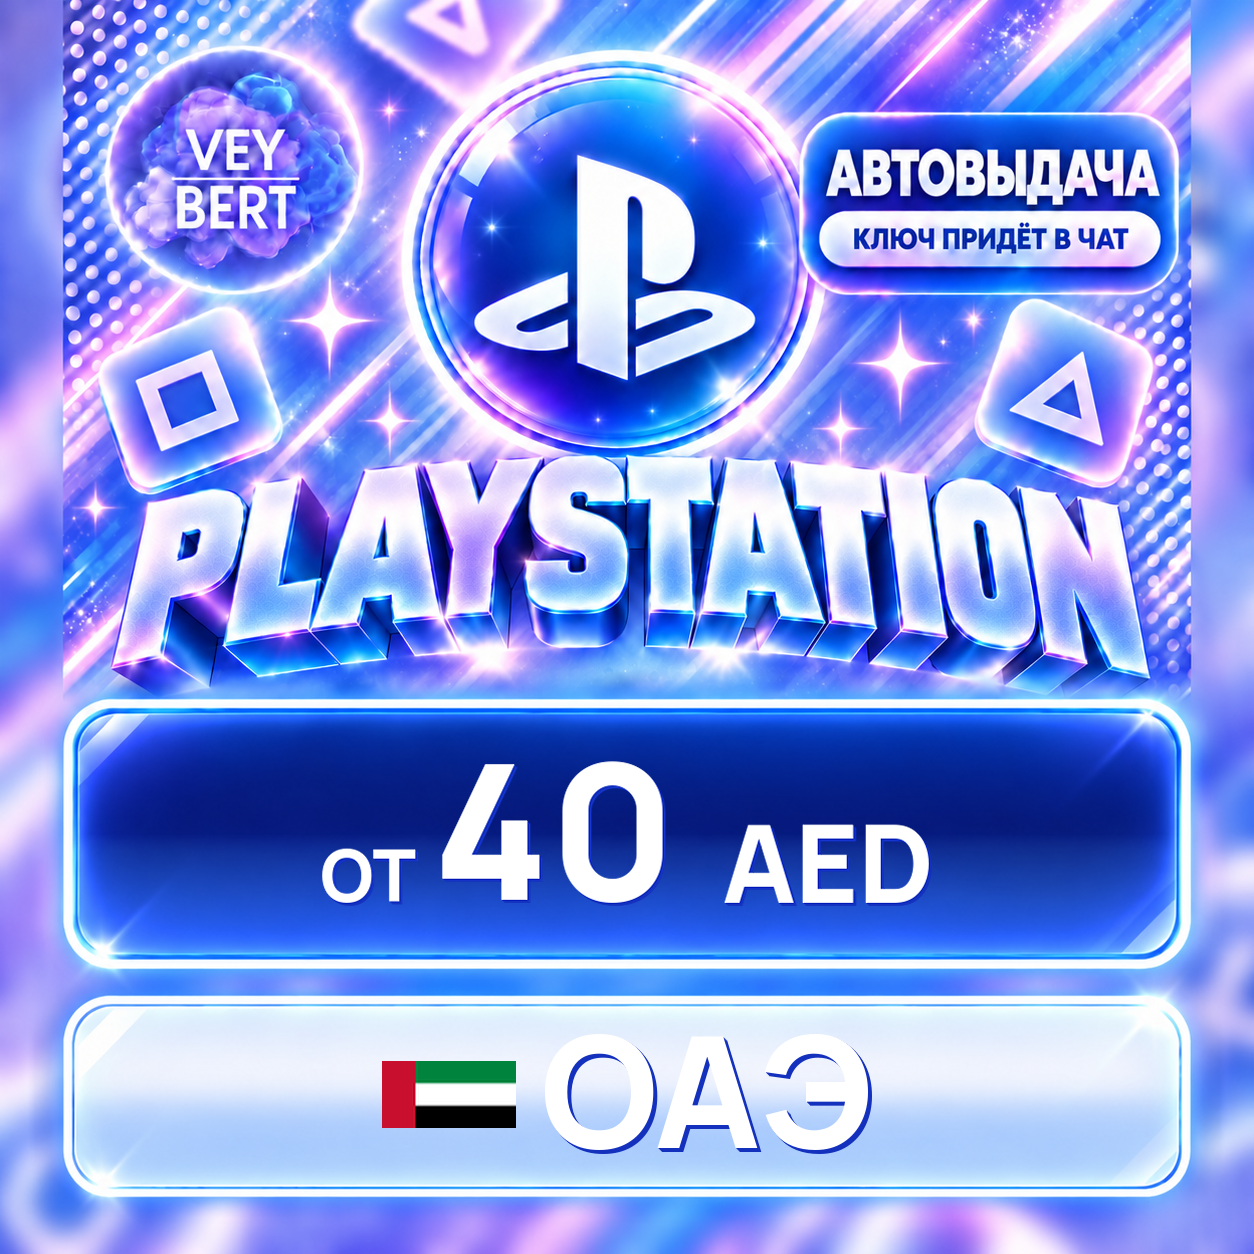 VEY
BERT
АВТОВЫДАЧА
КЛЮЧ ПРИДЁТ В ЧАТ
PLAYSTATION
ОТ 40 AED
ОАЭ